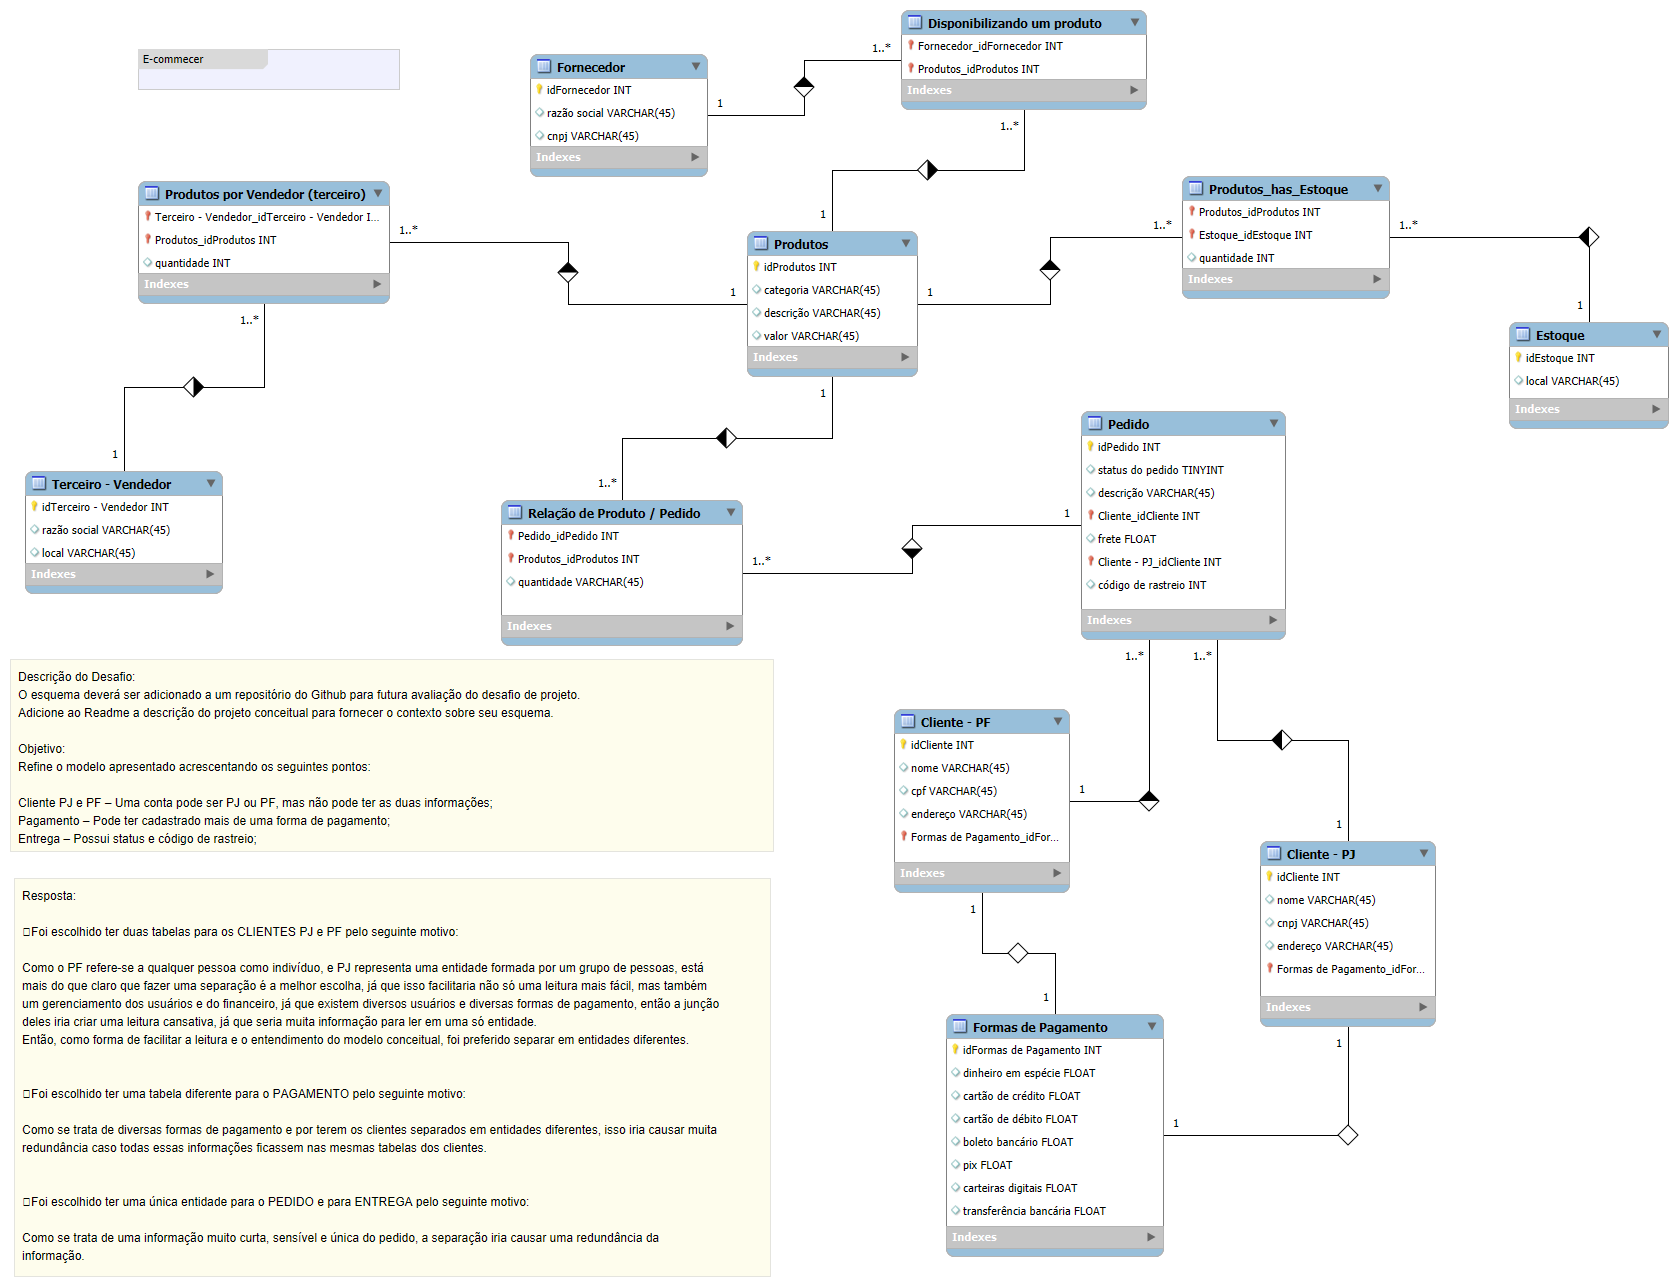 E-commecer
Disponibilizando um produto
Fornecedor_idFornecedor INT
Produtos_idProdutos INT
Indexes
1..*
1..*
Fornecedor
idFornecedor INT
razão social VARCHAR(45)
cnpj VARCHAR(45)
Indexes
1
Produtos por Vendedor (terceiro)
Terceiro - Vendedor_idTerceiro - Vendedor I...
Produtos_idProdutos INT
quantidade INT
Indexes
1..*
1..*
Produtos
idProdutos INT
categoria VARCHAR(45)
descrição VARCHAR(45)
valor VARCHAR(45)
Indexes
1
1
1
1
Produtos_has_Estoque
Produtos_idProdutos INT
Estoque_idEstoque INT
quantidade INT
Indexes
1..*
1..*
Estoque
idEstoque INT
local VARCHAR(45)
Indexes
1
Terceiro - Vendedor
idTerceiro - Vendedor INT
razão social VARCHAR(45)
local VARCHAR(45)
Indexes
1
Relação de Produto / Pedido
Pedido_idPedido INT
Produtos_idProdutos INT
quantidade VARCHAR(45)
Indexes
1..*
1..*
Pedido
idPedido INT
status do pedido TINYINT
descrição VARCHAR(45)
Cliente_idCliente INT
frete FLOAT
Cliente - PJ_idCliente INT
código de rastreio INT
Indexes
1
1..*
1..*
Descrição do Desafio:
O esquema deverá ser adicionado a um repositório do Github para futura avaliação do desafio de projeto.
Adicione ao Readme a descrição do projeto conceitual para fornecer o contexto sobre seu esquema.
Objetivo:
Refine o modelo apresentado acrescentando os seguintes pontos:
Cliente PJ e PF – Uma conta pode ser PJ ou PF, mas não pode ter as duas informações;
Pagamento – Pode ter cadastrado mais de uma forma de pagamento;
Entrega – Possui status e código de rastreio;
Cliente - PF
idCliente INT
nome VARCHAR(45)
cpf VARCHAR(45)
endereço VARCHAR(45)
Formas de Pagamento_idFor...
Indexes
1
1
Cliente - PJ
idCliente INT
nome VARCHAR(45)
cnpj VARCHAR(45)
endereço VARCHAR(45)
Formas de Pagamento_idFor...
Indexes
1
1
Formas de Pagamento
idFormas de Pagamento INT
dinheiro em espécie FLOAT
cartão de crédito FLOAT
cartão de débito FLOAT
boleto bancário FLOAT
pix FLOAT
carteiras digitais FLOAT
transferência bancária FLOAT
Indexes
1
1
Resposta:
Foi escolhido ter duas tabelas para os CLIENTES PJ e PF pelo seguinte motivo:
Como o PF refere-se a qualquer pessoa como indivíduo, e PJ representa uma entidade formada por um grupo de pessoas, está
mais do que claro que fazer uma separação é a melhor escolha, já que isso facilitaria não só uma leitura mais fácil, mas também
um gerenciamento dos usuários e do financeiro, já que existem diversos usuários e diversas formas de pagamento, então a junção
deles iria criar uma leitura cansativa, já que seria muita informação para ler em uma só entidade.
Então, como forma de facilitar a leitura e o entendimento do modelo conceitual, foi preferido separar em entidades diferentes.
Foi escolhido ter uma tabela diferente para o PAGAMENTO pelo seguinte motivo:
Como se trata de diversas formas de pagamento e por terem os clientes separados em entidades diferentes, isso iria causar muita
redundância caso todas essas informações ficassem nas mesmas tabelas dos clientes.
Foi escolhido ter uma única entidade para o PEDIDO e para ENTREGA pelo seguinte motivo:
Como se trata de uma informação muito curta, sensível e única do pedido, a separação iria causar uma redundância da
informação.